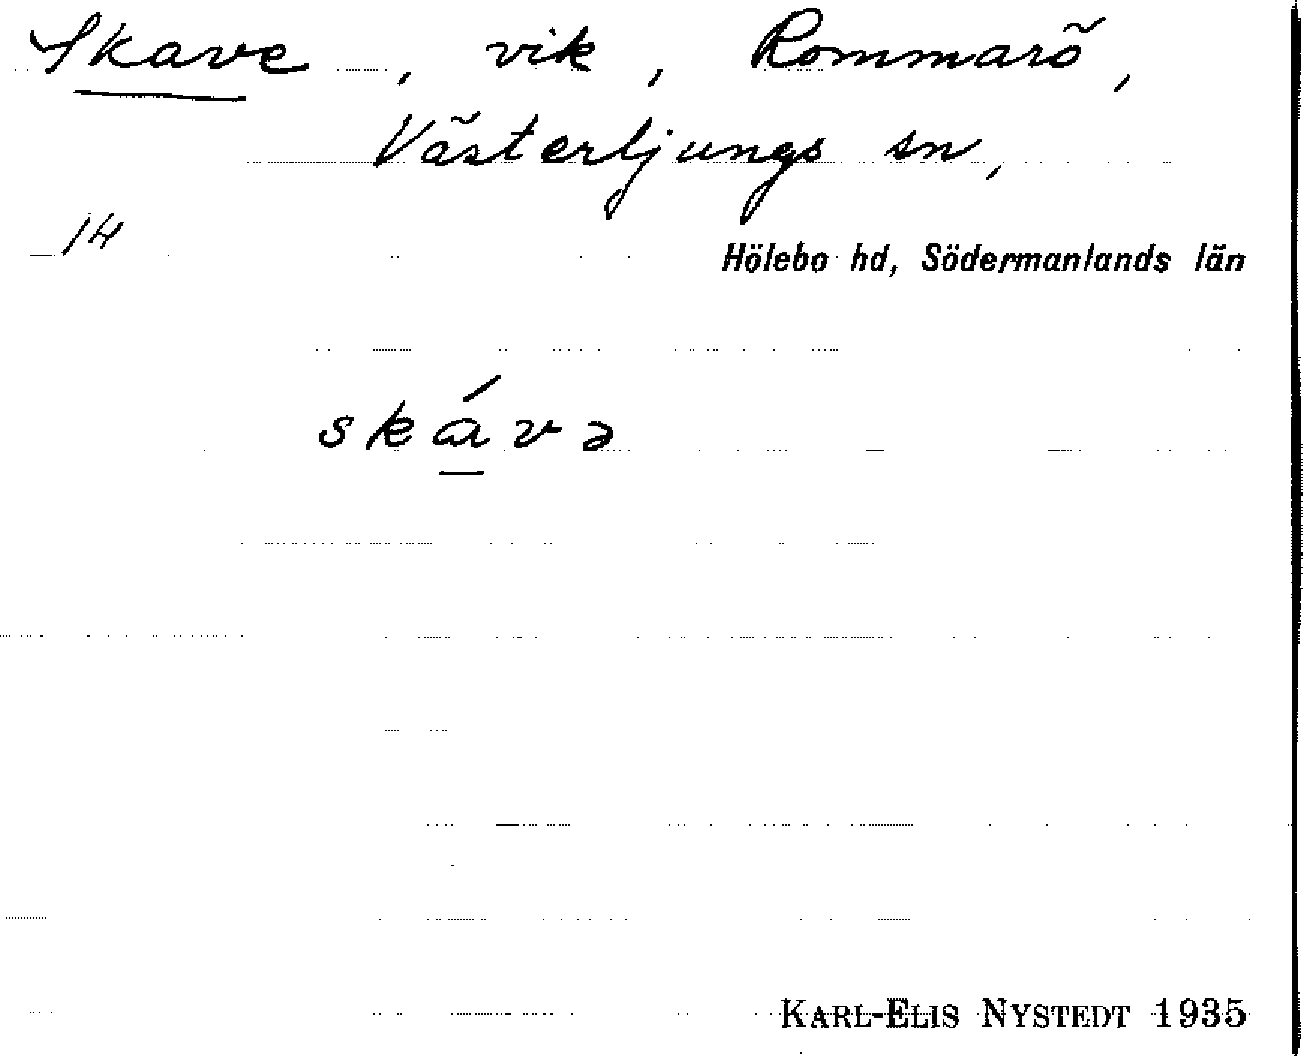 Skave, vik, Rommarö,
Västerljungs sn,
14
Hölebo hd, Södermanlands län
skávə
KARL-ELIS NYSTEDT 1935